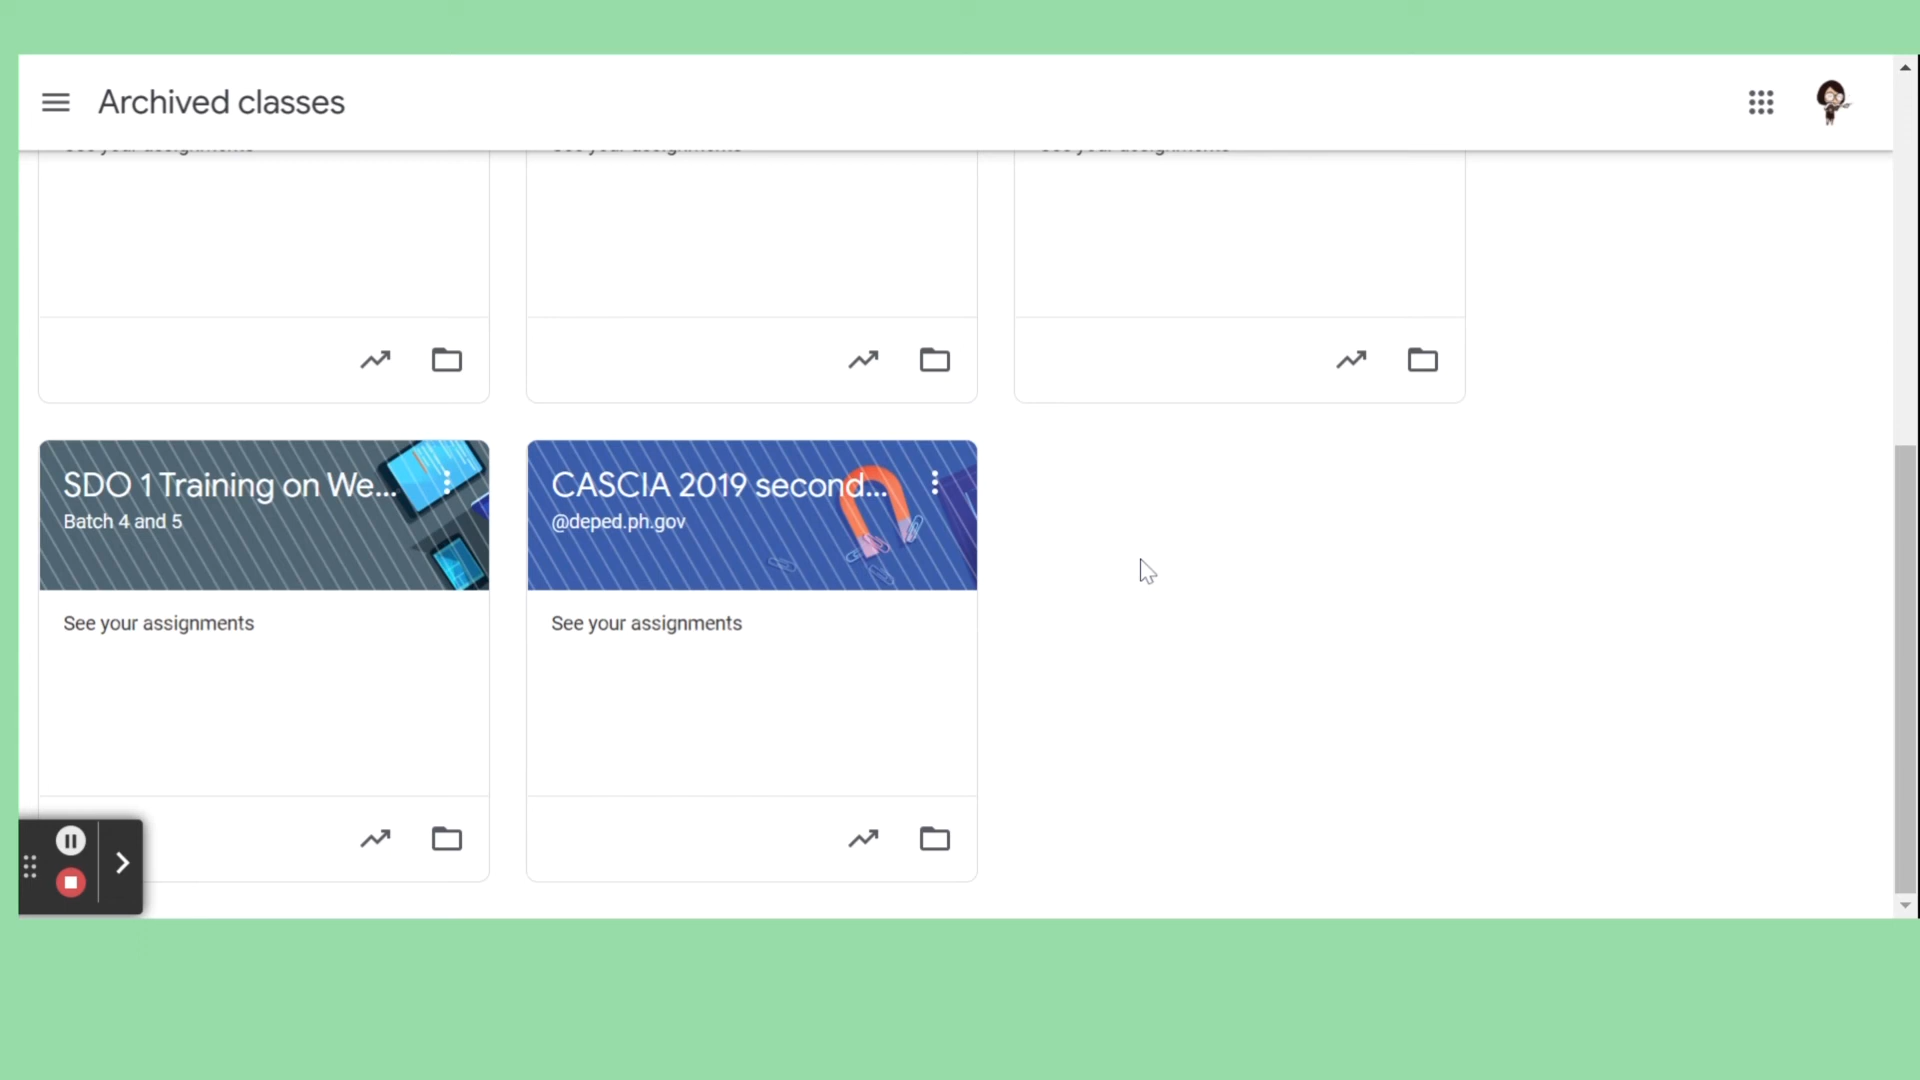 Archived classes
SDO 1 Training on We...
Batch 4 and 5
CASCIA 2019 second...
@deped.ph.gov
See your assignments
See your assignments